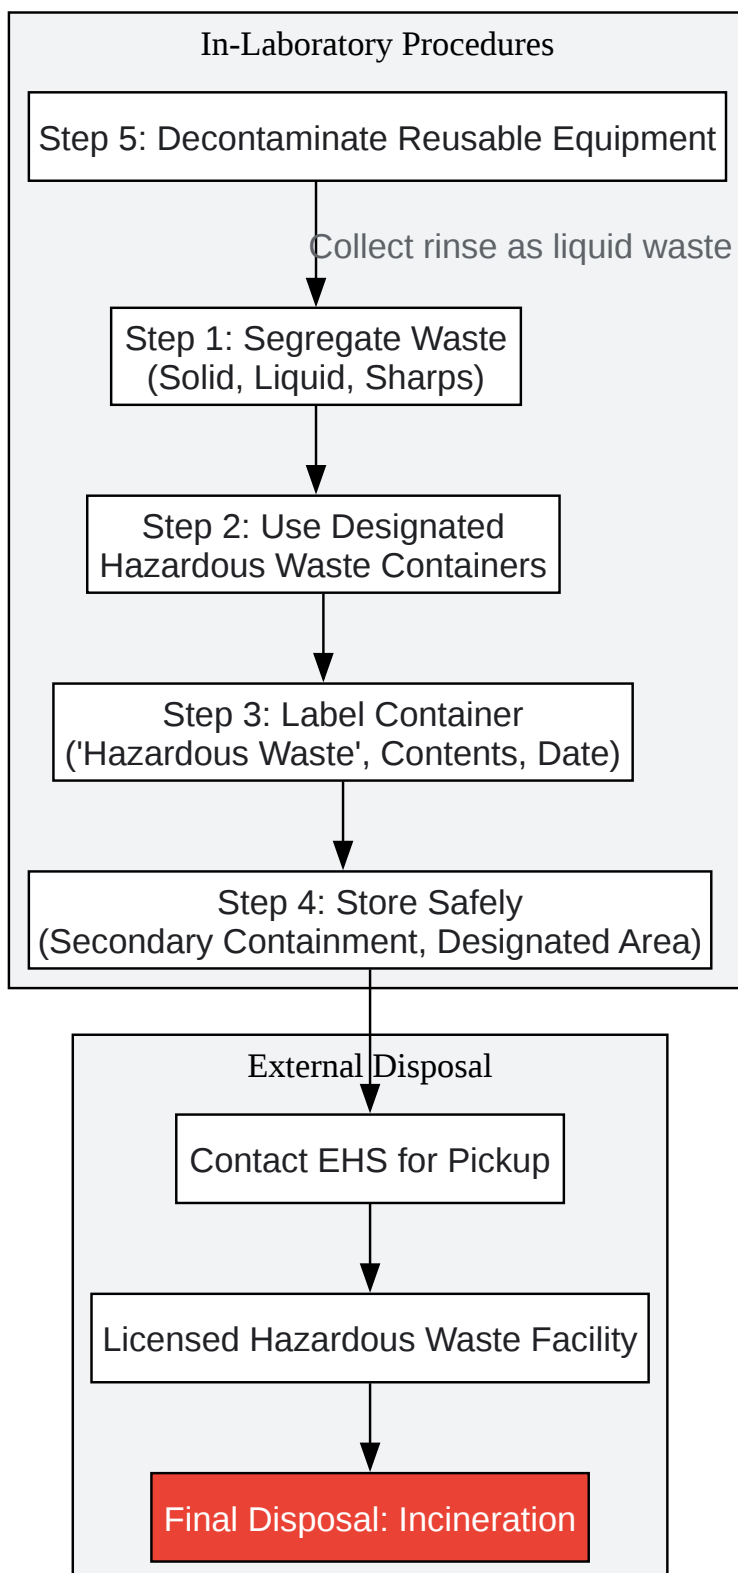 In-Laboratory Procedures
Step 5: Decontaminate Reusable Equipment
Collect rinse as liquid waste
Step 1: Segregate Waste
(Solid, Liquid, Sharps)
Step 2: Use Designated
Hazardous Waste Containers
Step 3: Label Container
('Hazardous Waste', Contents, Date)
Step 4: Store Safely
(Secondary Containment, Designated Area)
External Disposal
Contact EHS for Pickup
Licensed Hazardous Waste Facility
Final Disposal: Incineration